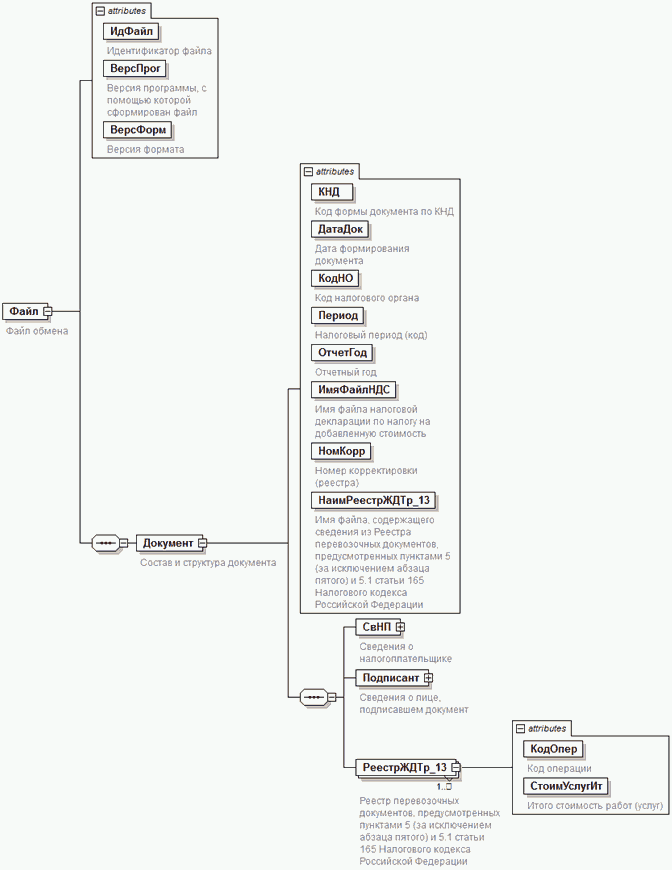 attributes
ИдФайл
Идентификатор файла
ВерсПрог
Версия программы, с
помощью которой
сформирован файл
ВерсФорм
Версия формата
Файл
Файл обмена
attributes
КНД
Код формы документа по КНД
ДатаДок
Дата формирования
документа
КодНО
Код налогового органа
Период
Налоговый период (код)
ОтчетГод
Отчетный год
ИмяФайлНДС
Имя файла налоговой
декларации по налогу на
добавленную стоимость
НомКорр
Номер корректировки
(реестра)
НаимРеестрЖДТр_13
Имя файла, содержащего
сведения из Реестра
перевозочных документов,
предусмотренных пунктами 5
(за исключением абзаца
пятого) и 5.1 статьи 165
Налогового кодекса
Российской Федерации
Документ
Состав и структура документа
СвНП
Сведения о
налогоплательщике
Подписант
Сведения о лице,
подписавшем документ
РеестрЖДТр_13
1..
Реестр перевозочных
документов, предусмотренных
пунктами 5 (за исключением
абзаца пятого) и 5.1 статьи
165 Налогового кодекса
Российской Федерации
attributes
КодОпер
Код операции
СтоимУслугИт
Итого стоимость работ (услуг)